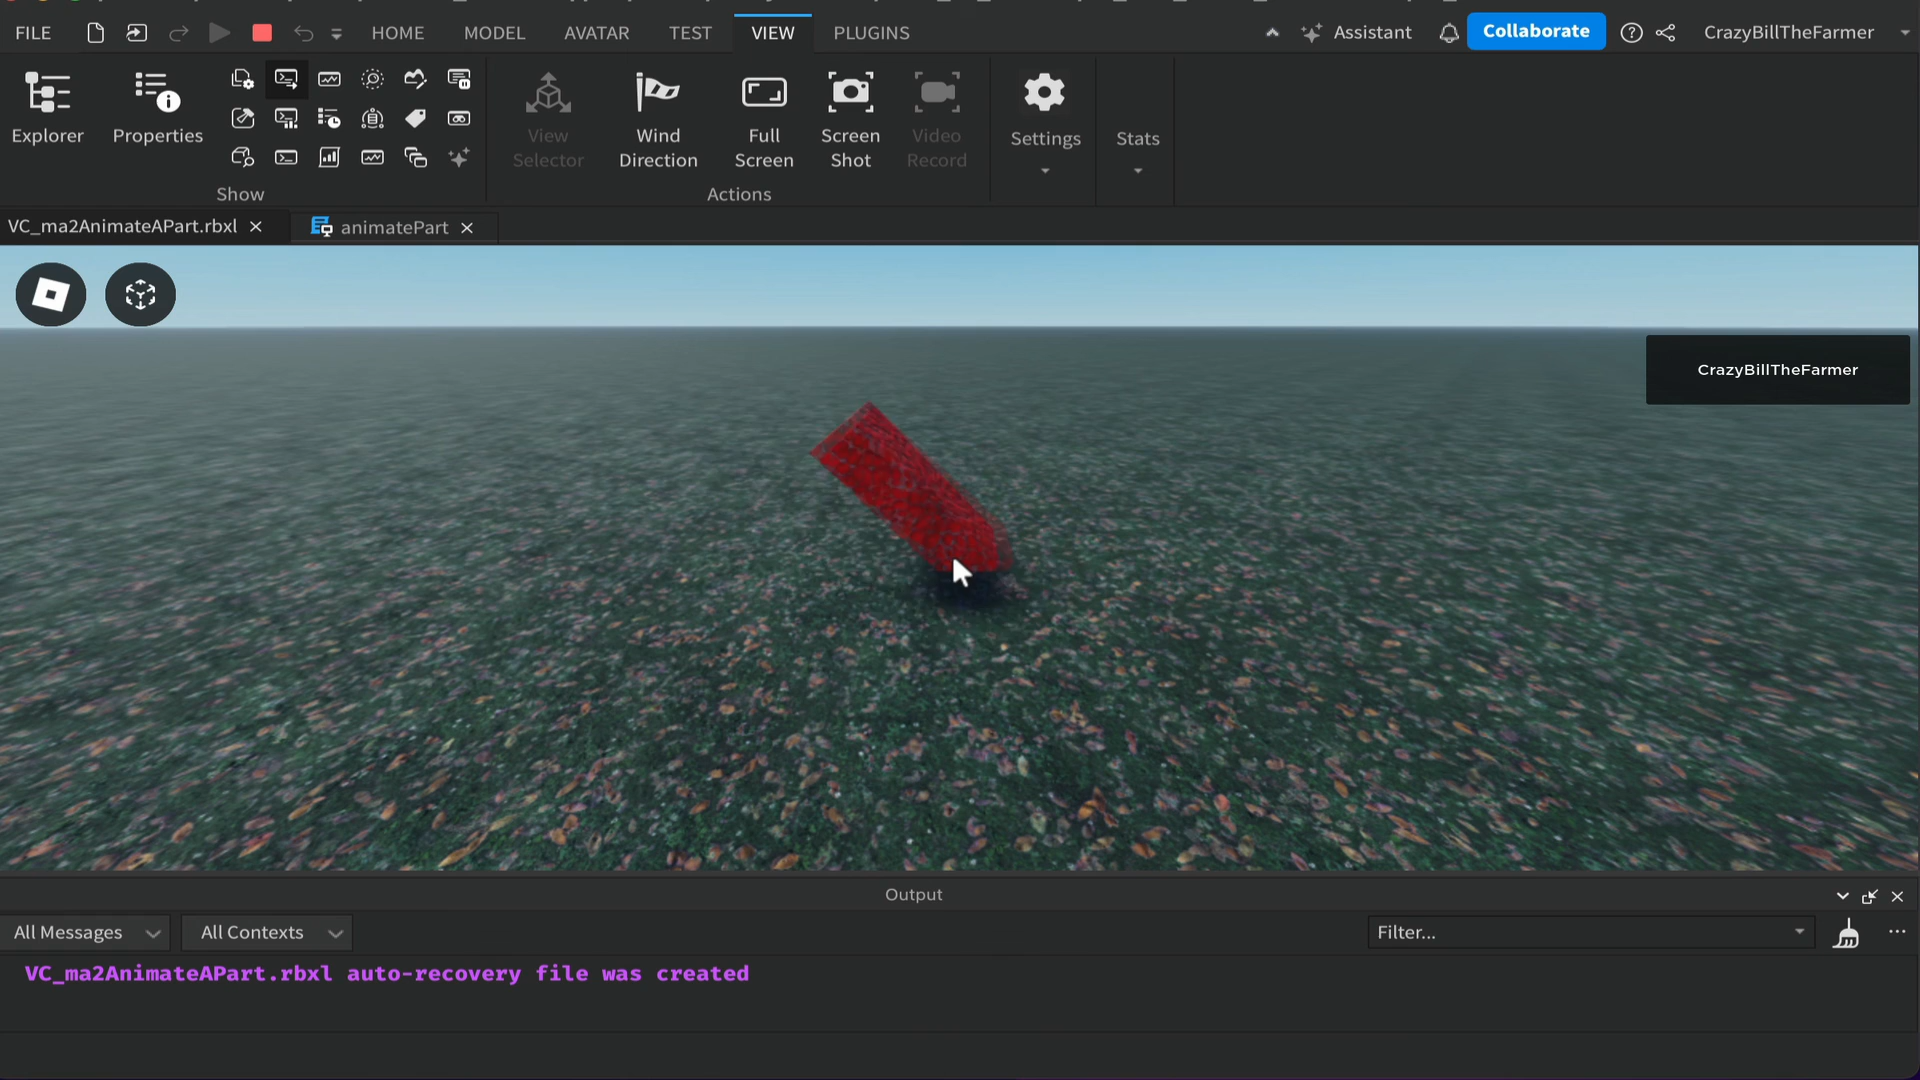 FILE HOME MODEL AVATAR TEST VIEW PLUGINS Assistant Collaborate CrazyBillTheFarmer
Explorer Properties View Selector Wind Direction Full Screen Screen Shot Video Record Settings Stats
Show Actions
VC_ma2AnimateAPart.rbxl animatePart
CrazyBillTheFarmer
Output
All Messages All Contexts Filter...
VC_ma2AnimateAPart.rbxl auto-recovery file was created